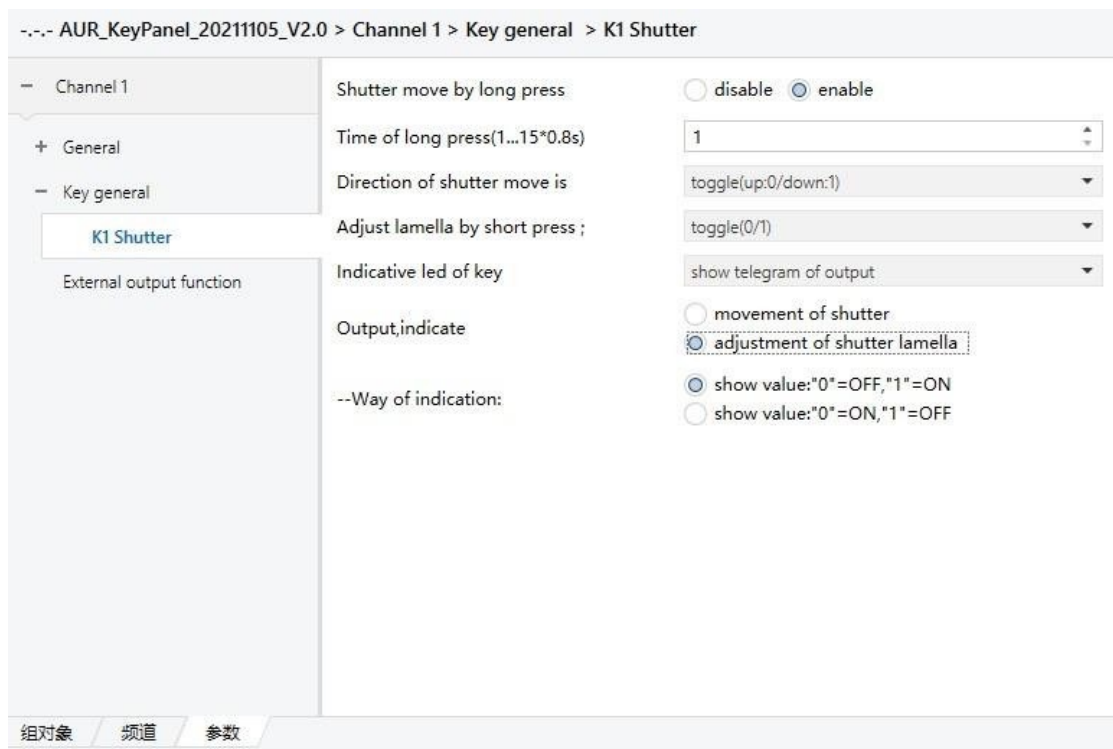 -.-.- AUR_KeyPanel_20211105_V2.0 > Channel 1 > Key general > K1 Shutter
− Channel 1
+ General
− Key general
K1 Shutter
External output function
Shutter move by long press disable enable
Time of long press(1...15*0.8s) 1
Direction of shutter move is toggle(up:0/down:1)
Adjust lamella by short press ; toggle(0/1)
Indicative led of key show telegram of output
Output,indicate movement of shutter
adjustment of shutter lamella
--Way of indication: show value:"0"=OFF,"1"=ON
show value:"0"=ON,"1"=OFF
组对象 频道 参数